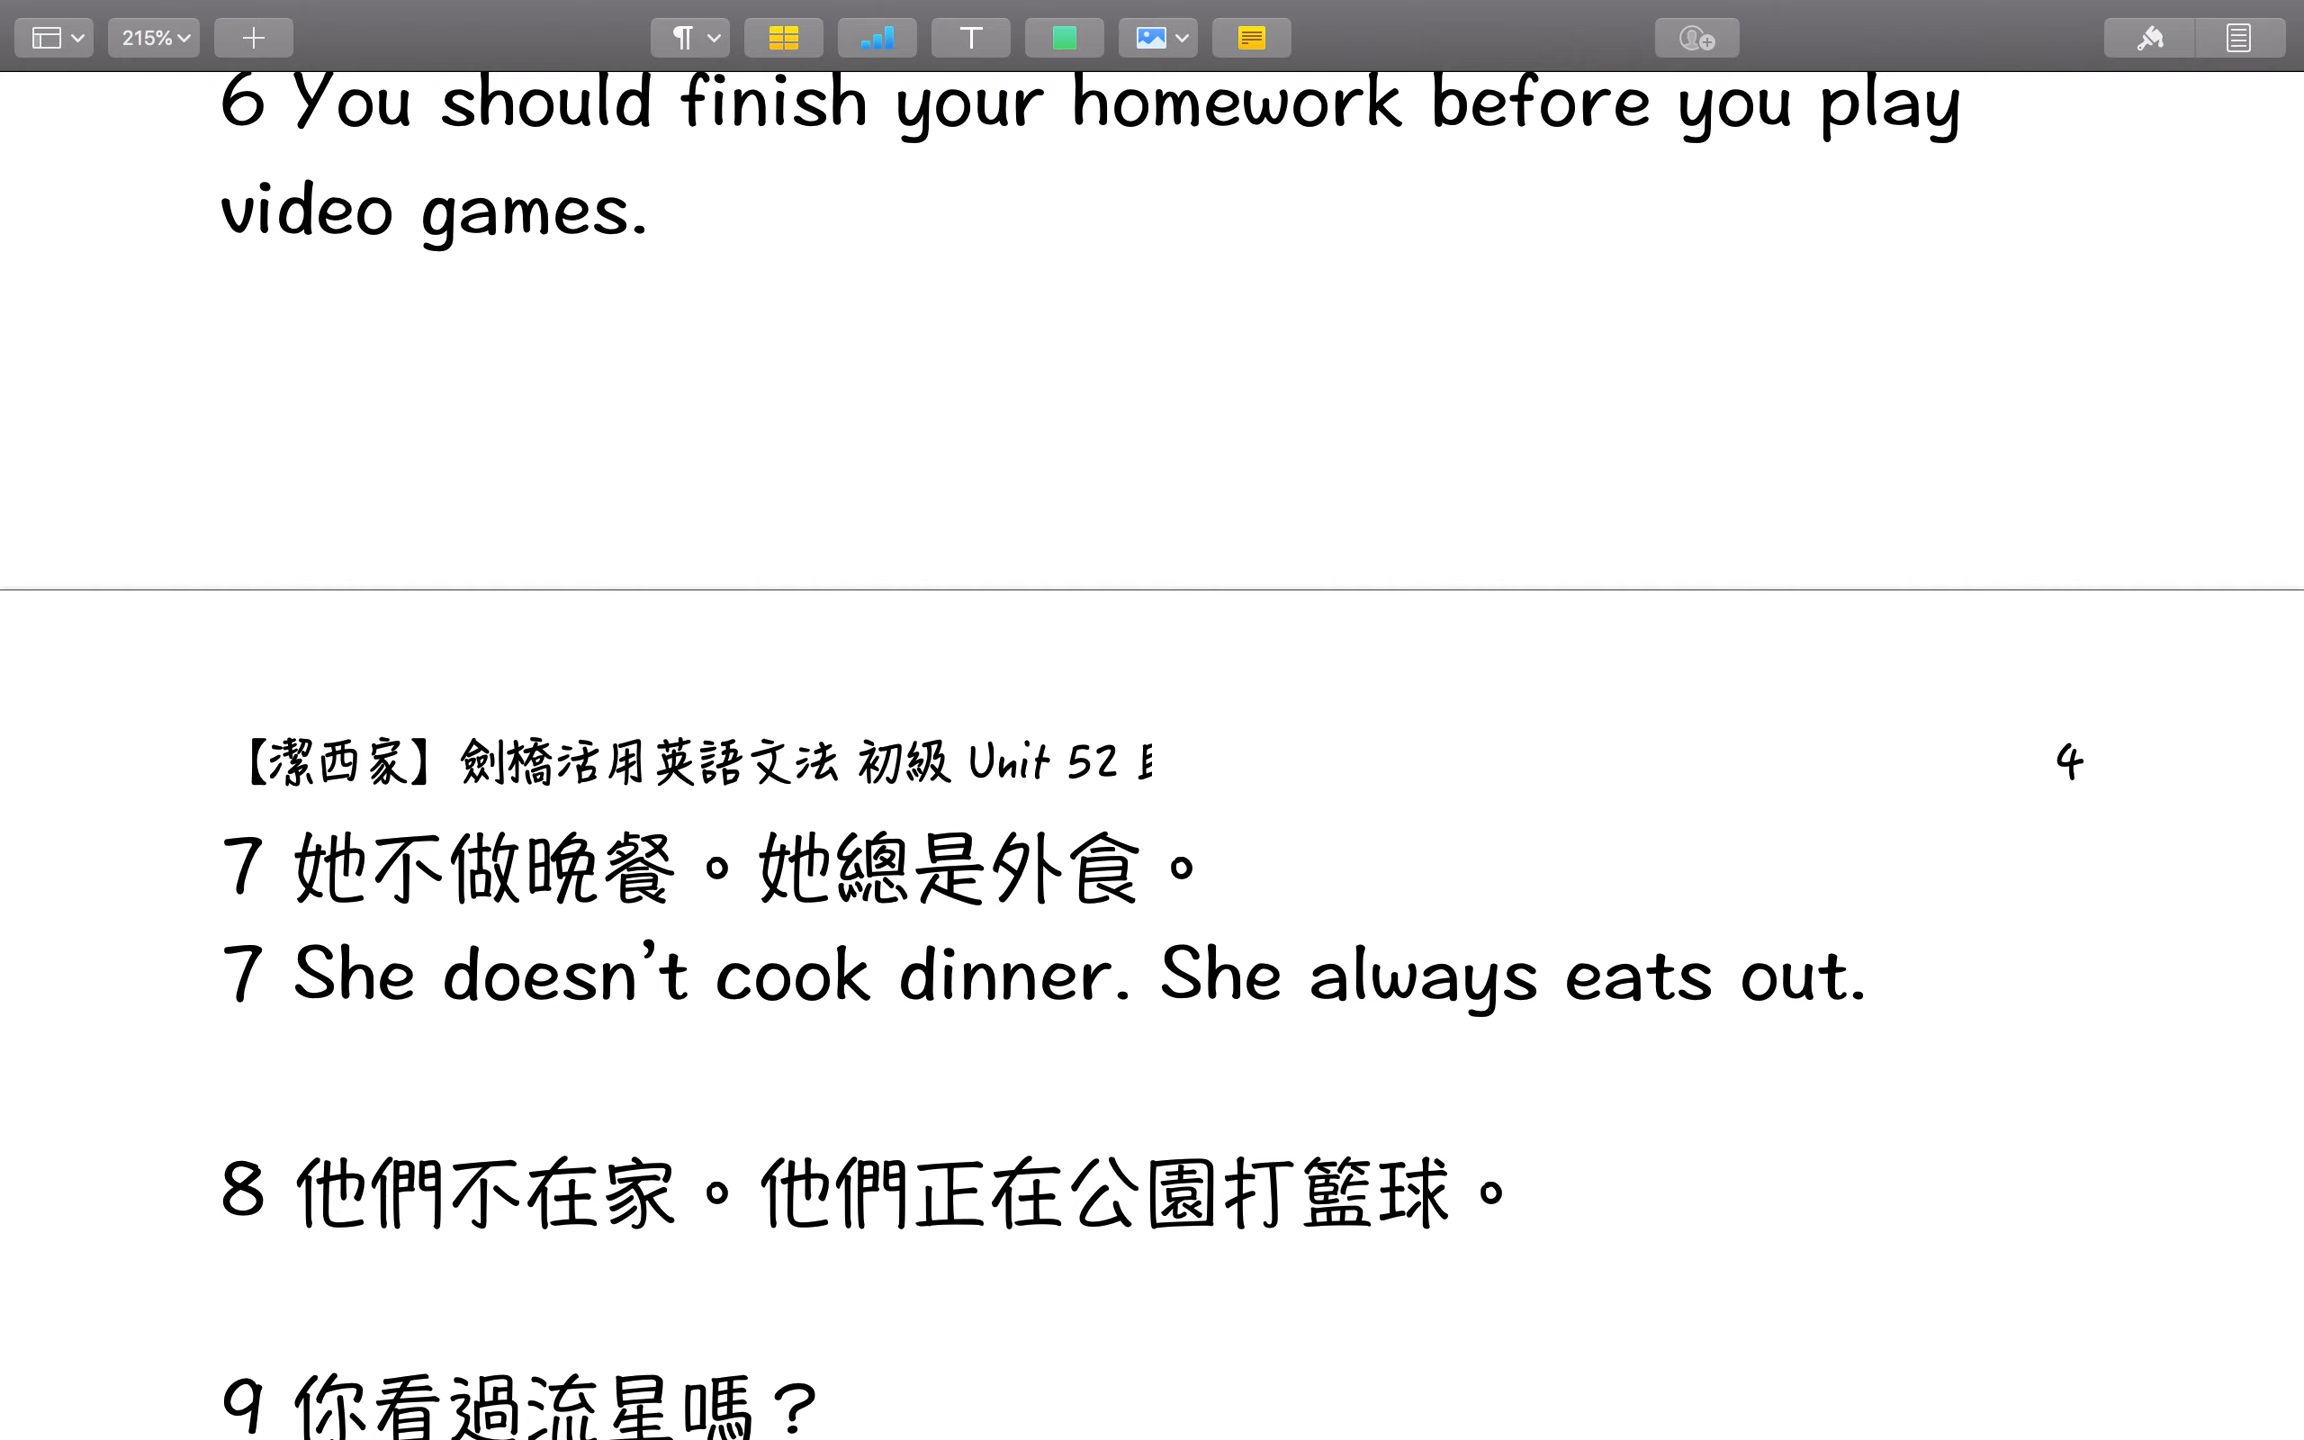 215%
6 You should finish your homework before you play
video games.
【潔西家】劍橋活用英語文法 初級 Unit 52
4
7 她不做晚餐。她總是外食。
7 She doesn’t cook dinner. She always eats out.
8 他們不在家。他們正在公園打籃球。
9 你看過流星嗎？